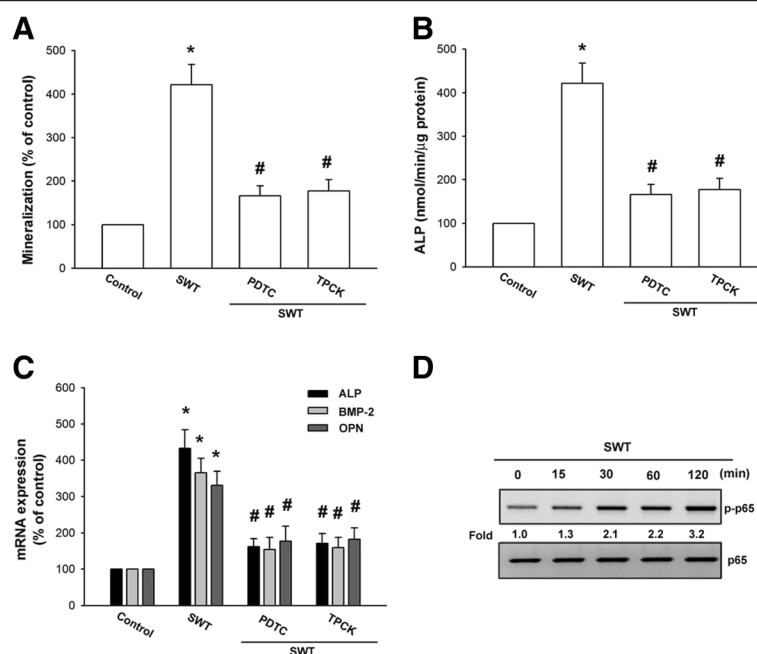 A
Mineralization (% of control)
500
400
300
200
100
0
*
#
#
Control
SWT
PDTC
TPCK
SWT
B
ALP (nmol/min/µg protein)
500
400
300
200
100
0
*
#
#
Control
SWT
PDTC
TPCK
SWT
C
mRNA expression
(% of control)
600
500
400
300
200
100
0
ALP
BMP-2
OPN
* * *
# # #
# # #
Control
SWT
PDTC
TPCK
SWT
D
SWT
0 15 30 60 120 (min)
p-p65
Fold 1.0 1.3 2.1 2.2 3.2
p65